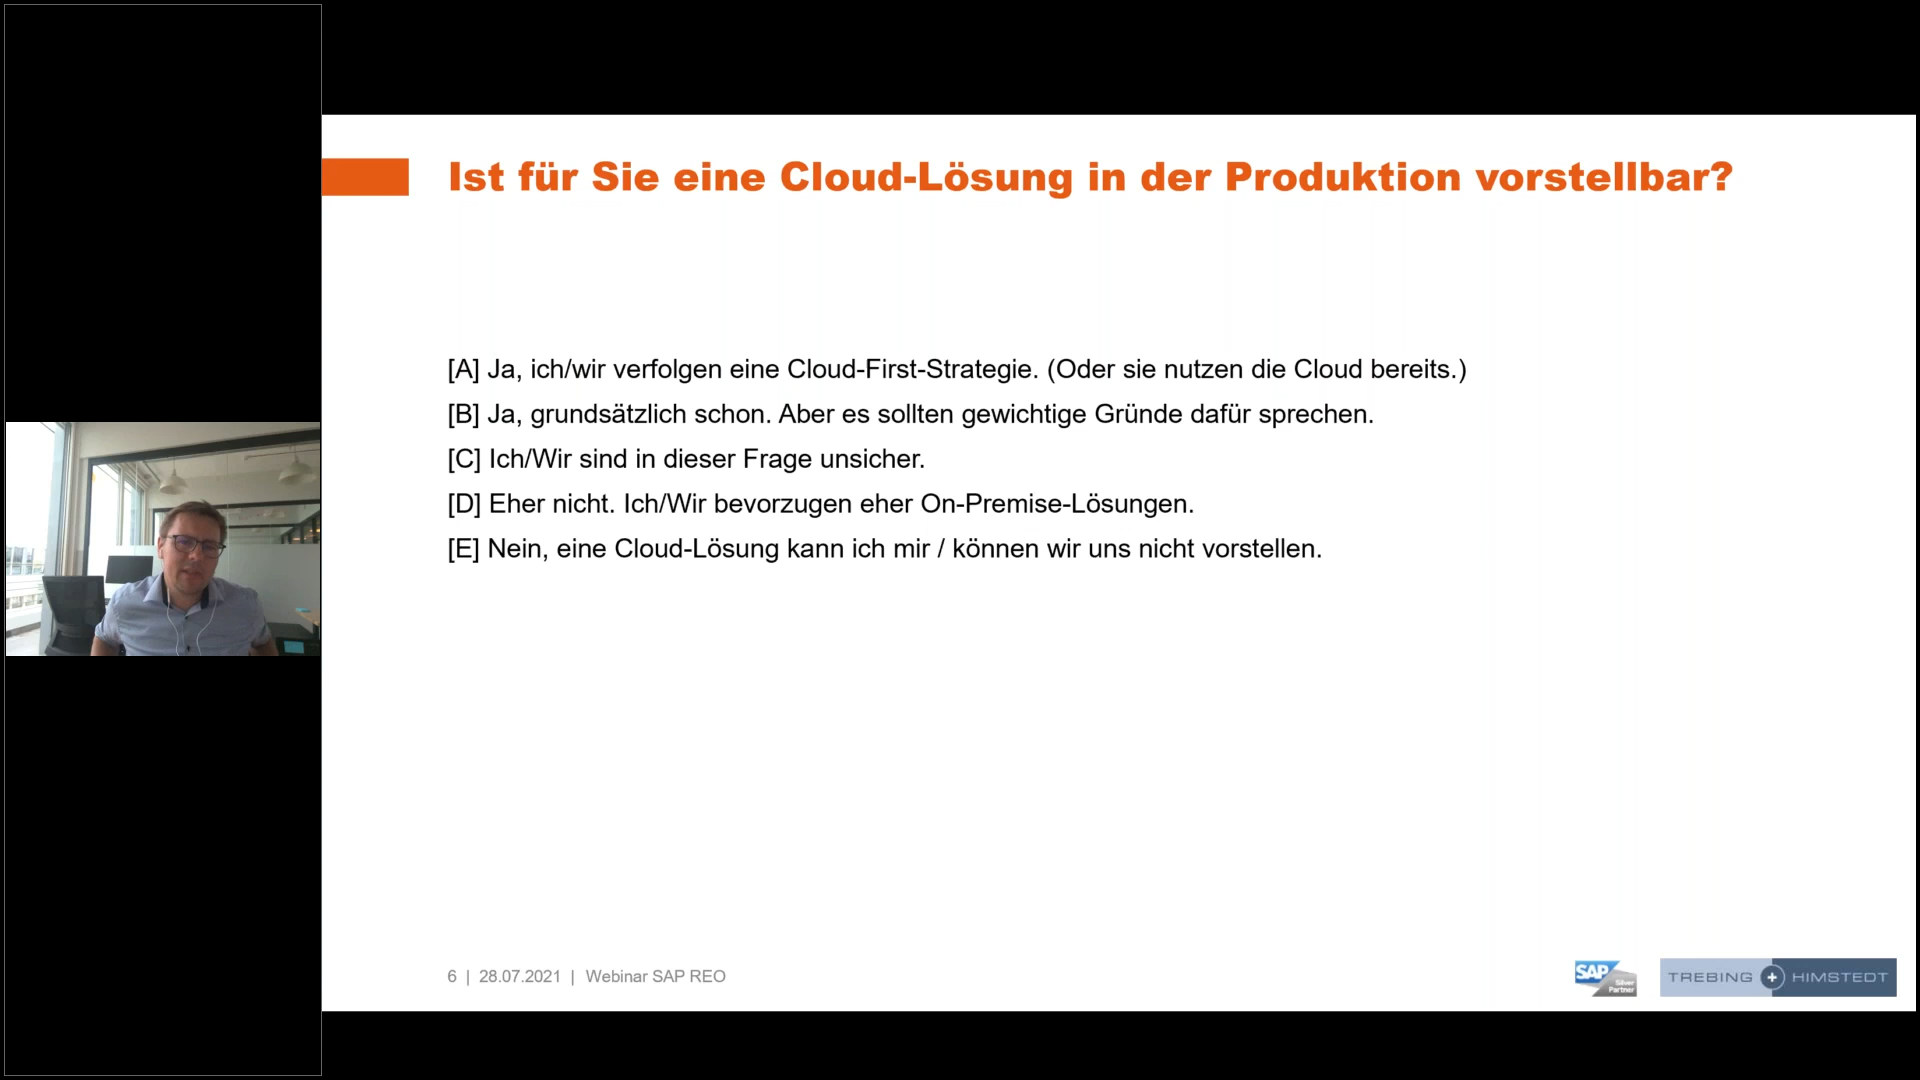 Ist für Sie eine Cloud-Lösung in der Produktion vorstellbar?
[A] Ja, ich/wir verfolgen eine Cloud-First-Strategie. (Oder sie nutzen die Cloud bereits.)
[B] Ja, grundsätzlich schon. Aber es sollten gewichtige Gründe dafür sprechen.
[C] Ich/Wir sind in dieser Frage unsicher.
[D] Eher nicht. Ich/Wir bevorzugen eher On-Premise-Lösungen.
[E] Nein, eine Cloud-Lösung kann ich mir / können wir uns nicht vorstellen.
6 | 28.07.2021 | Webinar SAP REO
SAP Silver Partner
TREBING + HIMSTEDT